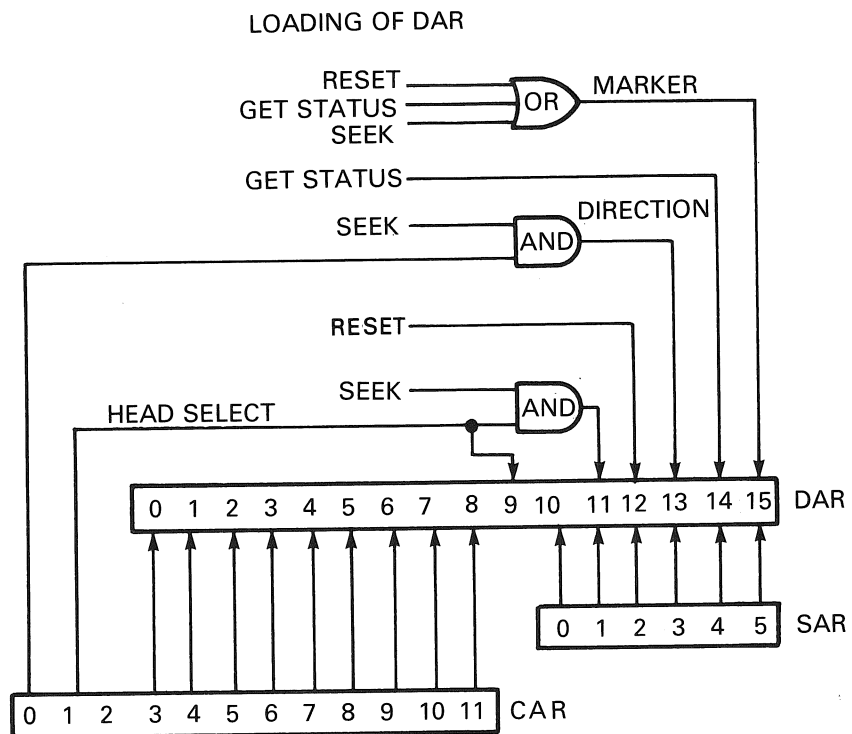 LOADING OF DAR
RESET
GET STATUS
SEEK
OR
MARKER
GET STATUS
SEEK
AND
DIRECTION
RESET
SEEK
AND
HEAD SELECT
0 1 2 3 4 5 6 7 8 9 10 11 12 13 14 15 DAR
0 1 2 3 4 5 SAR
0 1 2 3 4 5 6 7 8 9 10 11 CAR